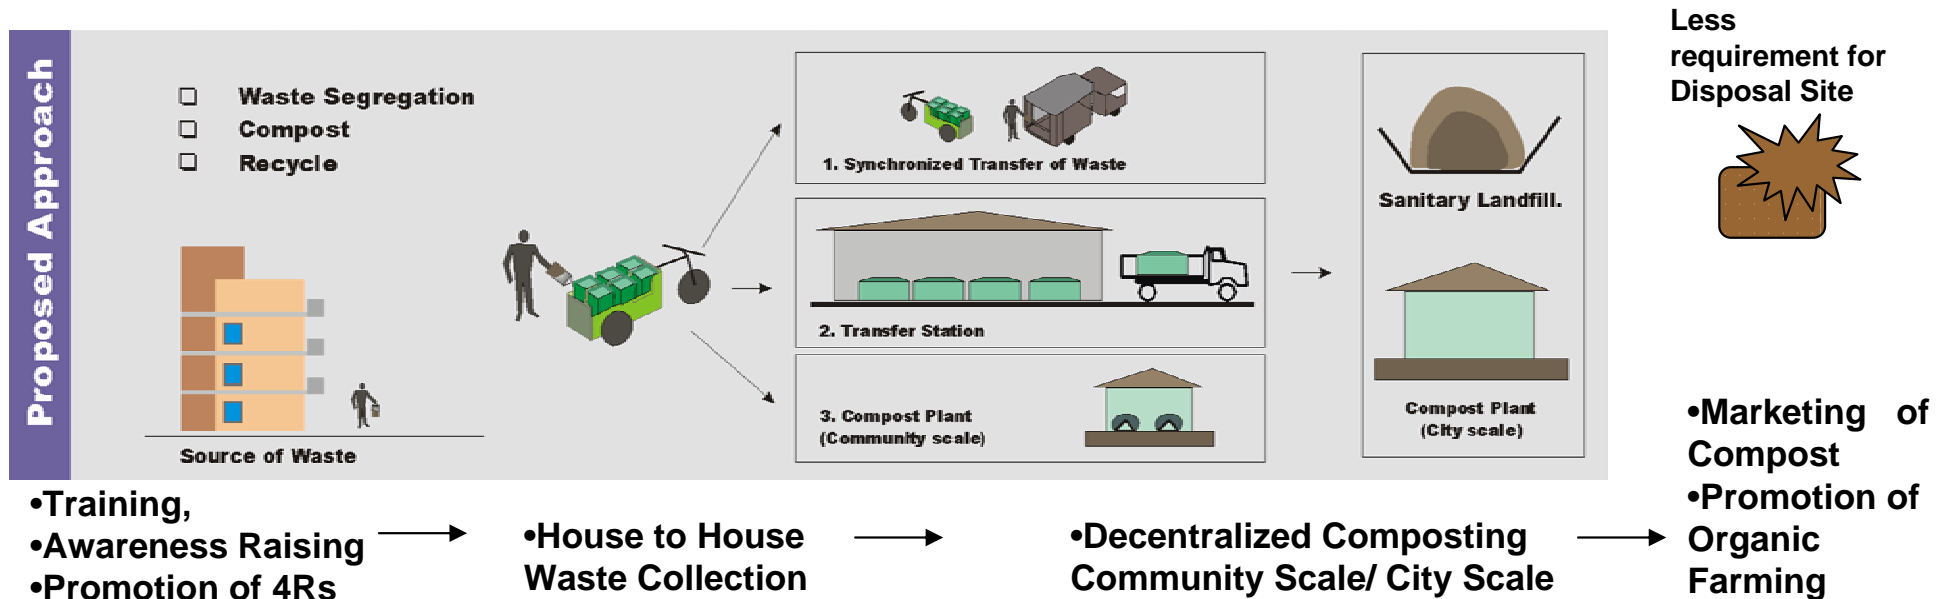 Proposed Approach
❑ Waste Segregation
❑ Compost
❑ Recycle
Source of Waste
1. Synchronized Transfer of Waste
2. Transfer Station
3. Compost Plant
(Community scale)
Sanitary Landfill.
Compost Plant
(City scale)
Less
requirement for
Disposal Site
•Training,
•Awareness Raising
•Promotion of 4Rs
•House to House
Waste Collection
•Decentralized Composting
Community Scale/ City Scale
•Marketing of
Compost
•Promotion of
Organic
Farming